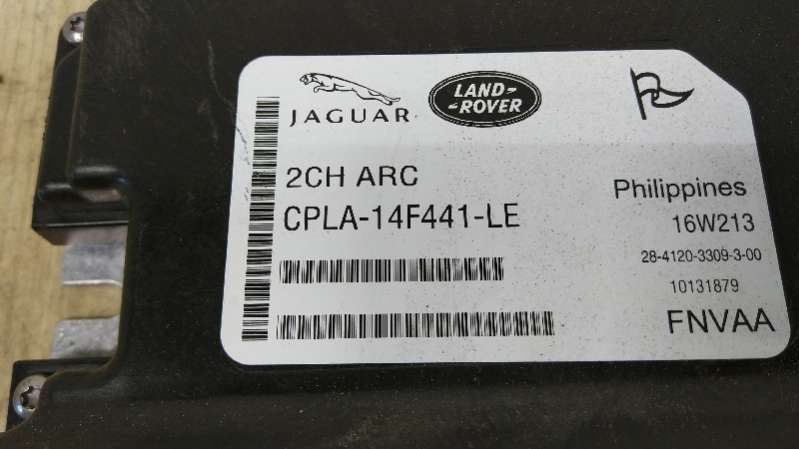 JAGUAR
LAND-
-ROVER
2CH ARC
CPLA-14F441-LE
Philippines
16W213
28-4120-3309-3-00
10131879
FNVAA